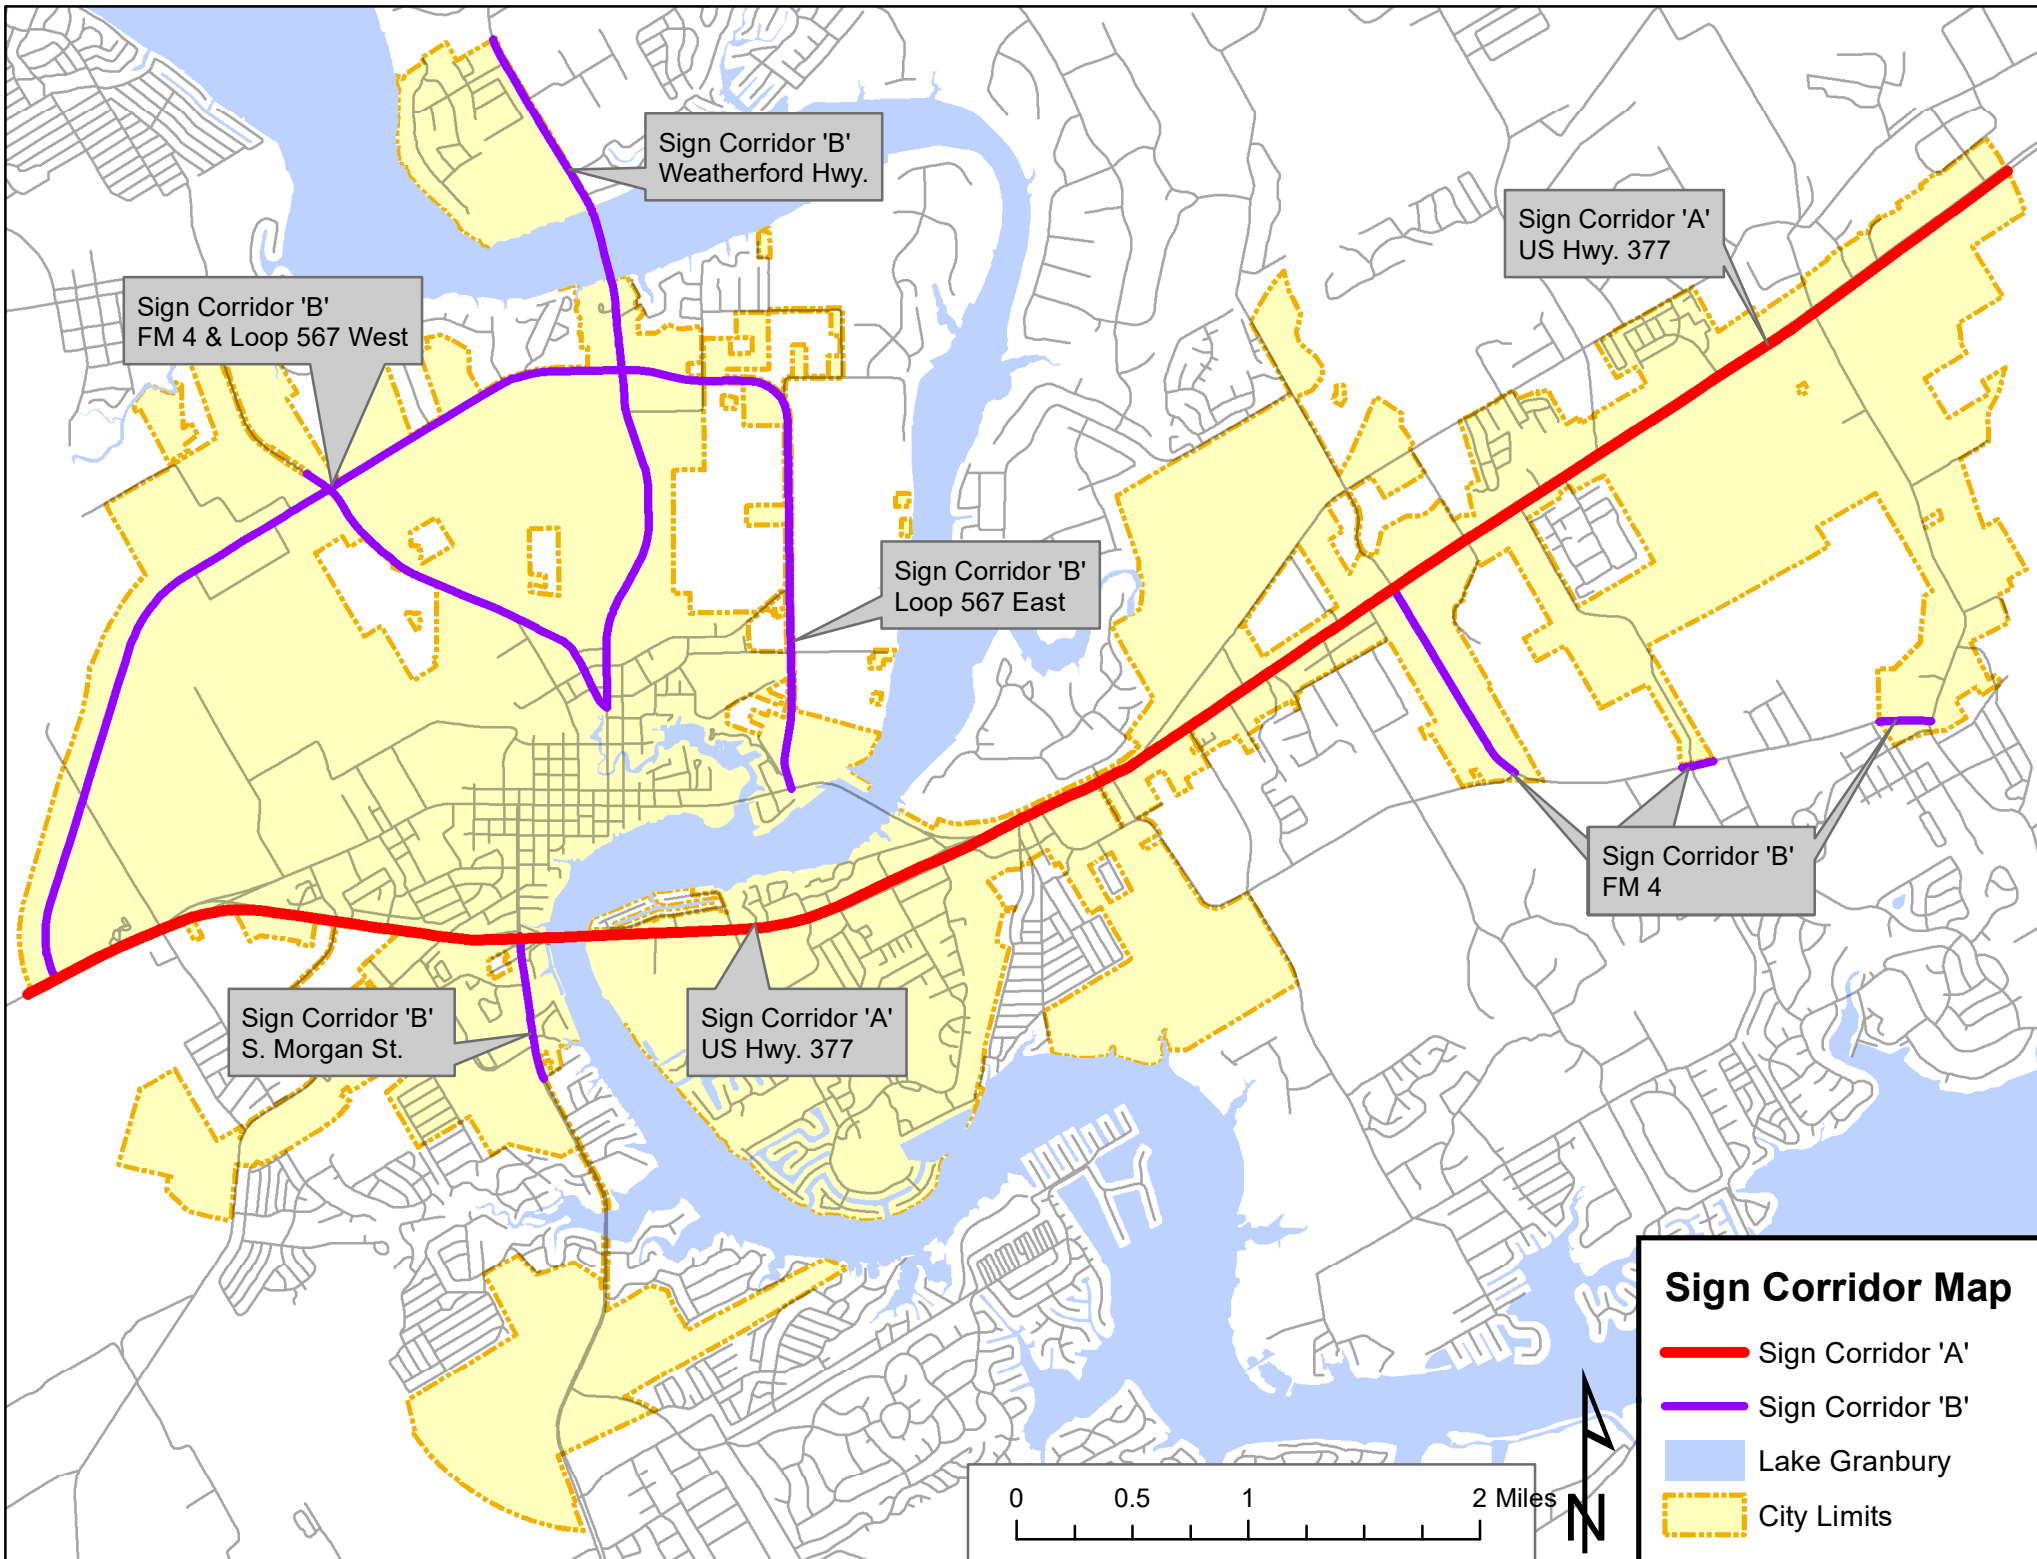 Sign Corridor 'B'
Weatherford Hwy.
Sign Corridor 'A'
US Hwy. 377
Sign Corridor 'B'
FM 4 & Loop 567 West
Sign Corridor 'B'
Loop 567 East
Sign Corridor 'B'
FM 4
Sign Corridor 'B'
S. Morgan St.
Sign Corridor 'A'
US Hwy. 377
Sign Corridor Map
Sign Corridor 'A'
Sign Corridor 'B'
Lake Granbury
City Limits
0 0.5 1 2 Miles
N